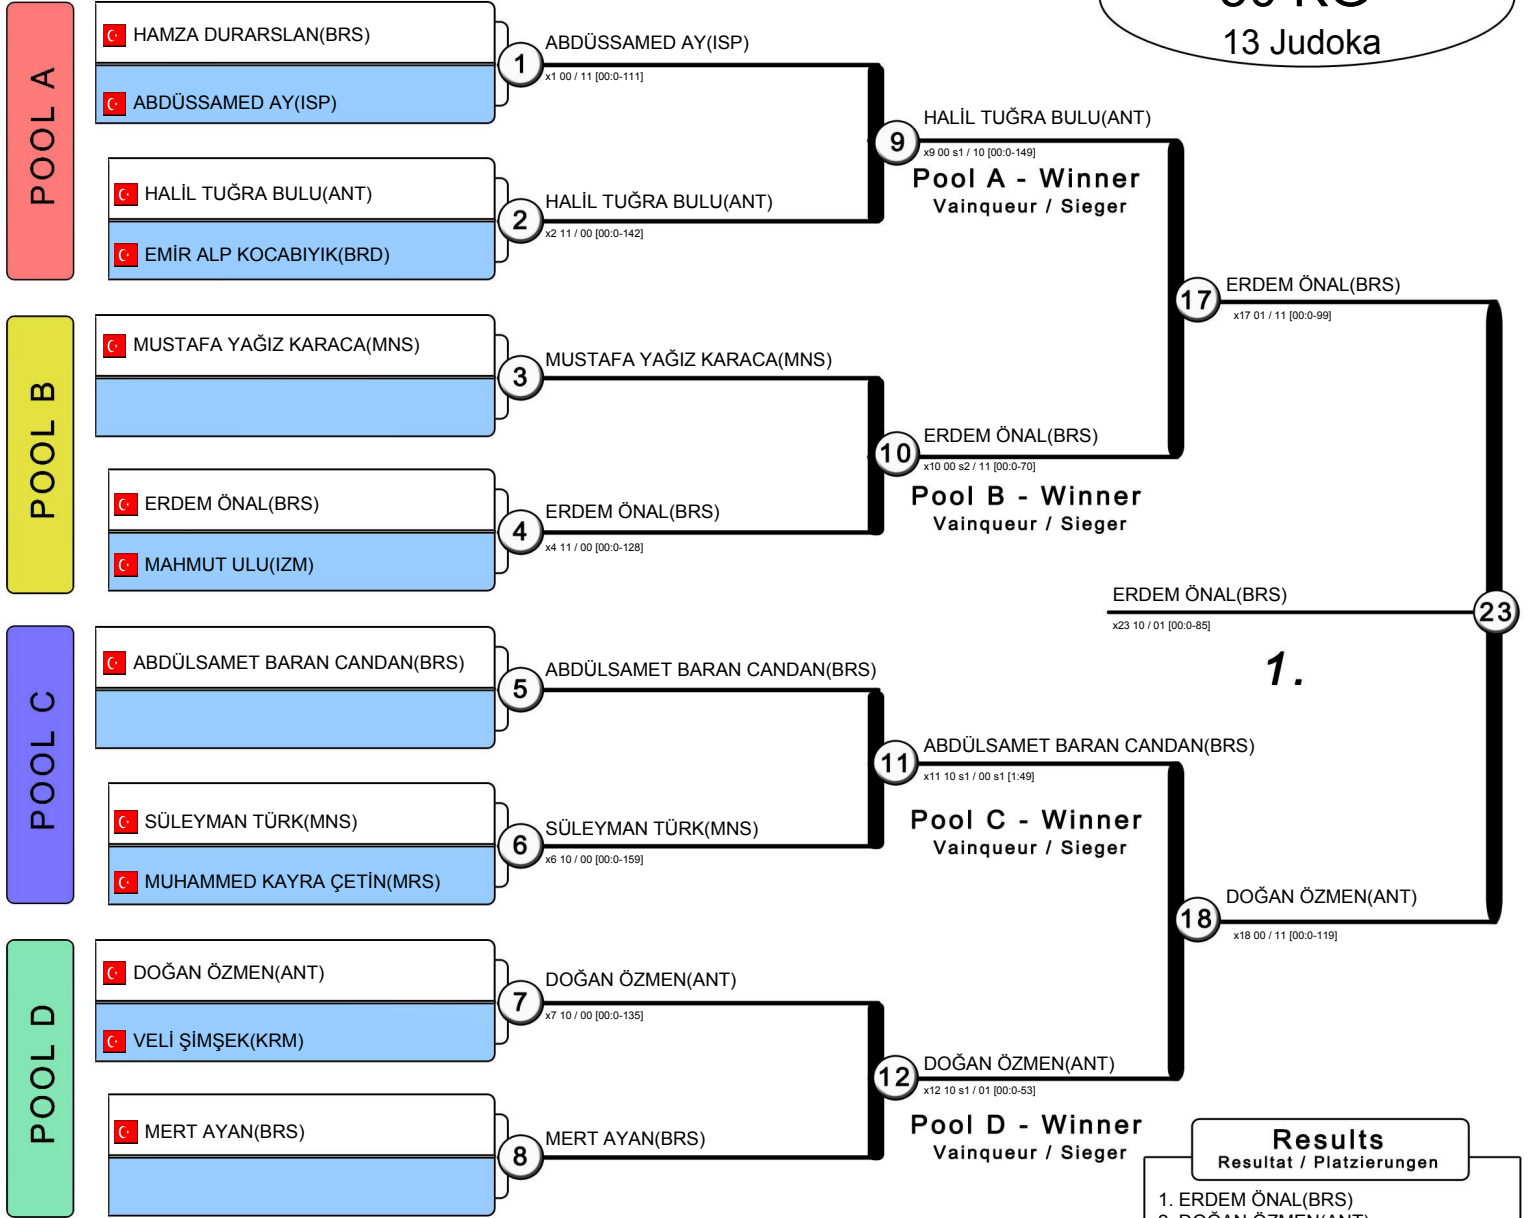 13 Judoka
POOL A
HAMZA DURARSLAN(BRS)
ABDÜSSAMED AY(ISP)
1
ABDÜSSAMED AY(ISP)
x1 00 / 11 [00:0-111]
HALİL TUĞRA BULU(ANT)
EMİR ALP KOCABIYIK(BRD)
2
HALİL TUĞRA BULU(ANT)
x2 11 / 00 [00:0-142]
9
HALİL TUĞRA BULU(ANT)
x9 00 s1 / 10 [00:0-149]
Pool A - Winner
Vainqueur / Sieger
POOL B
MUSTAFA YAĞIZ KARACA(MNS)
3
MUSTAFA YAĞIZ KARACA(MNS)
ERDEM ÖNAL(BRS)
MAHMUT ULU(IZM)
4
ERDEM ÖNAL(BRS)
x4 11 / 00 [00:0-128]
10
ERDEM ÖNAL(BRS)
x10 00 s2 / 11 [00:0-70]
Pool B - Winner
Vainqueur / Sieger
17
ERDEM ÖNAL(BRS)
x17 01 / 11 [00:0-99]
POOL C
ABDÜLSAMET BARAN CANDAN(BRS)
5
ABDÜLSAMET BARAN CANDAN(BRS)
SÜLEYMAN TÜRK(MNS)
MUHAMMED KAYRA ÇETİN(MRS)
6
SÜLEYMAN TÜRK(MNS)
x6 10 / 00 [00:0-159]
11
ABDÜLSAMET BARAN CANDAN(BRS)
x11 10 s1 / 00 s1 [1:49]
Pool C - Winner
Vainqueur / Sieger
POOL D
DOĞAN ÖZMEN(ANT)
VELİ ŞİMŞEK(KRM)
7
DOĞAN ÖZMEN(ANT)
x7 10 / 00 [00:0-135]
MERT AYAN(BRS)
8
MERT AYAN(BRS)
12
DOĞAN ÖZMEN(ANT)
x12 10 s1 / 01 [00:0-53]
Pool D - Winner
Vainqueur / Sieger
18
DOĞAN ÖZMEN(ANT)
x18 00 / 11 [00:0-119]
ERDEM ÖNAL(BRS)
23
x23 10 / 01 [00:0-85]
1.
Results
Resultat / Platzierungen
1. ERDEM ÖNAL(BRS)
2. DOĞAN ÖZMEN(ANT)